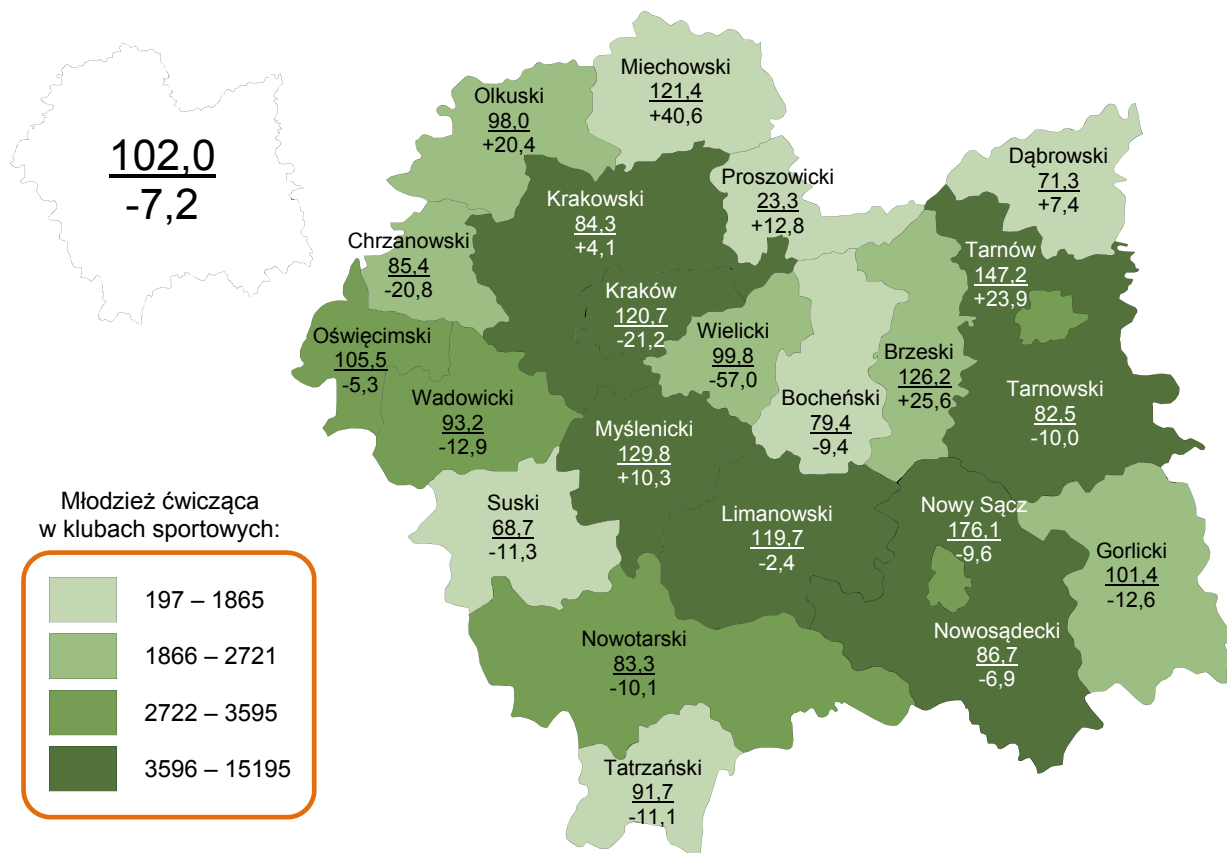 102,0
-7,2
Miechowski
121,4
+40,6
Olkuski
98,0
+20,4
Dąbrowski
71,3
+7,4
Proszowicki
23,3
+12,8
Krakowski
84,3
+4,1
Chrzanowski
85,4
-20,8
Tarnów
147,2
+23,9
Kraków
120,7
-21,2
Wielicki
99,8
-57,0
Oświęcimski
105,5
-5,3
Brzeski
126,2
+25,6
Wadowicki
93,2
-12,9
Bocheński
79,4
-9,4
Tarnowski
82,5
-10,0
Myślenicki
129,8
+10,3
Suski
68,7
-11,3
Limanowski
119,7
-2,4
Nowy Sącz
176,1
-9,6
Gorlicki
101,4
-12,6
Nowotarski
83,3
-10,1
Nowosądecki
86,7
-6,9
Tatrzański
91,7
-11,1
Młodzież ćwicząca
w klubach sportowych:
197 – 1865
1866 – 2721
2722 – 3595
3596 – 15195